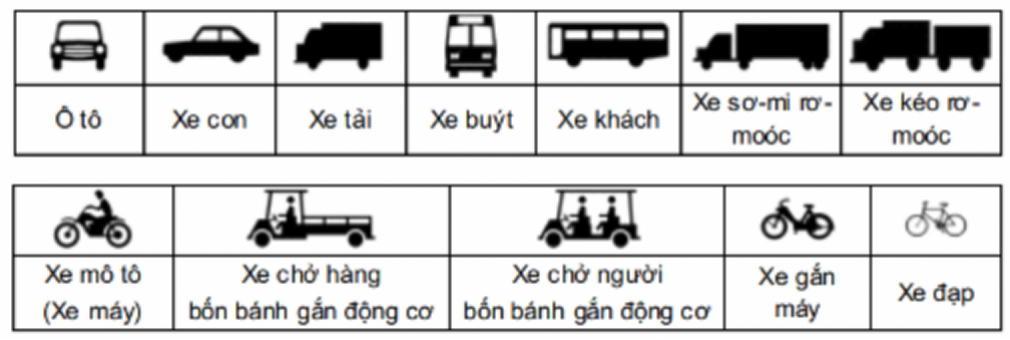 Ô tô
Xe con
Xe tải
Xe buýt
Xe khách
Xe sơ-mi rơ-
moóc
Xe kéo rơ-
moóc
Xe mô tô
(Xe máy)
Xe chở hàng
bốn bánh gắn động cơ
Xe chở người
bốn bánh gắn động cơ
Xe gắn
máy
Xe đạp